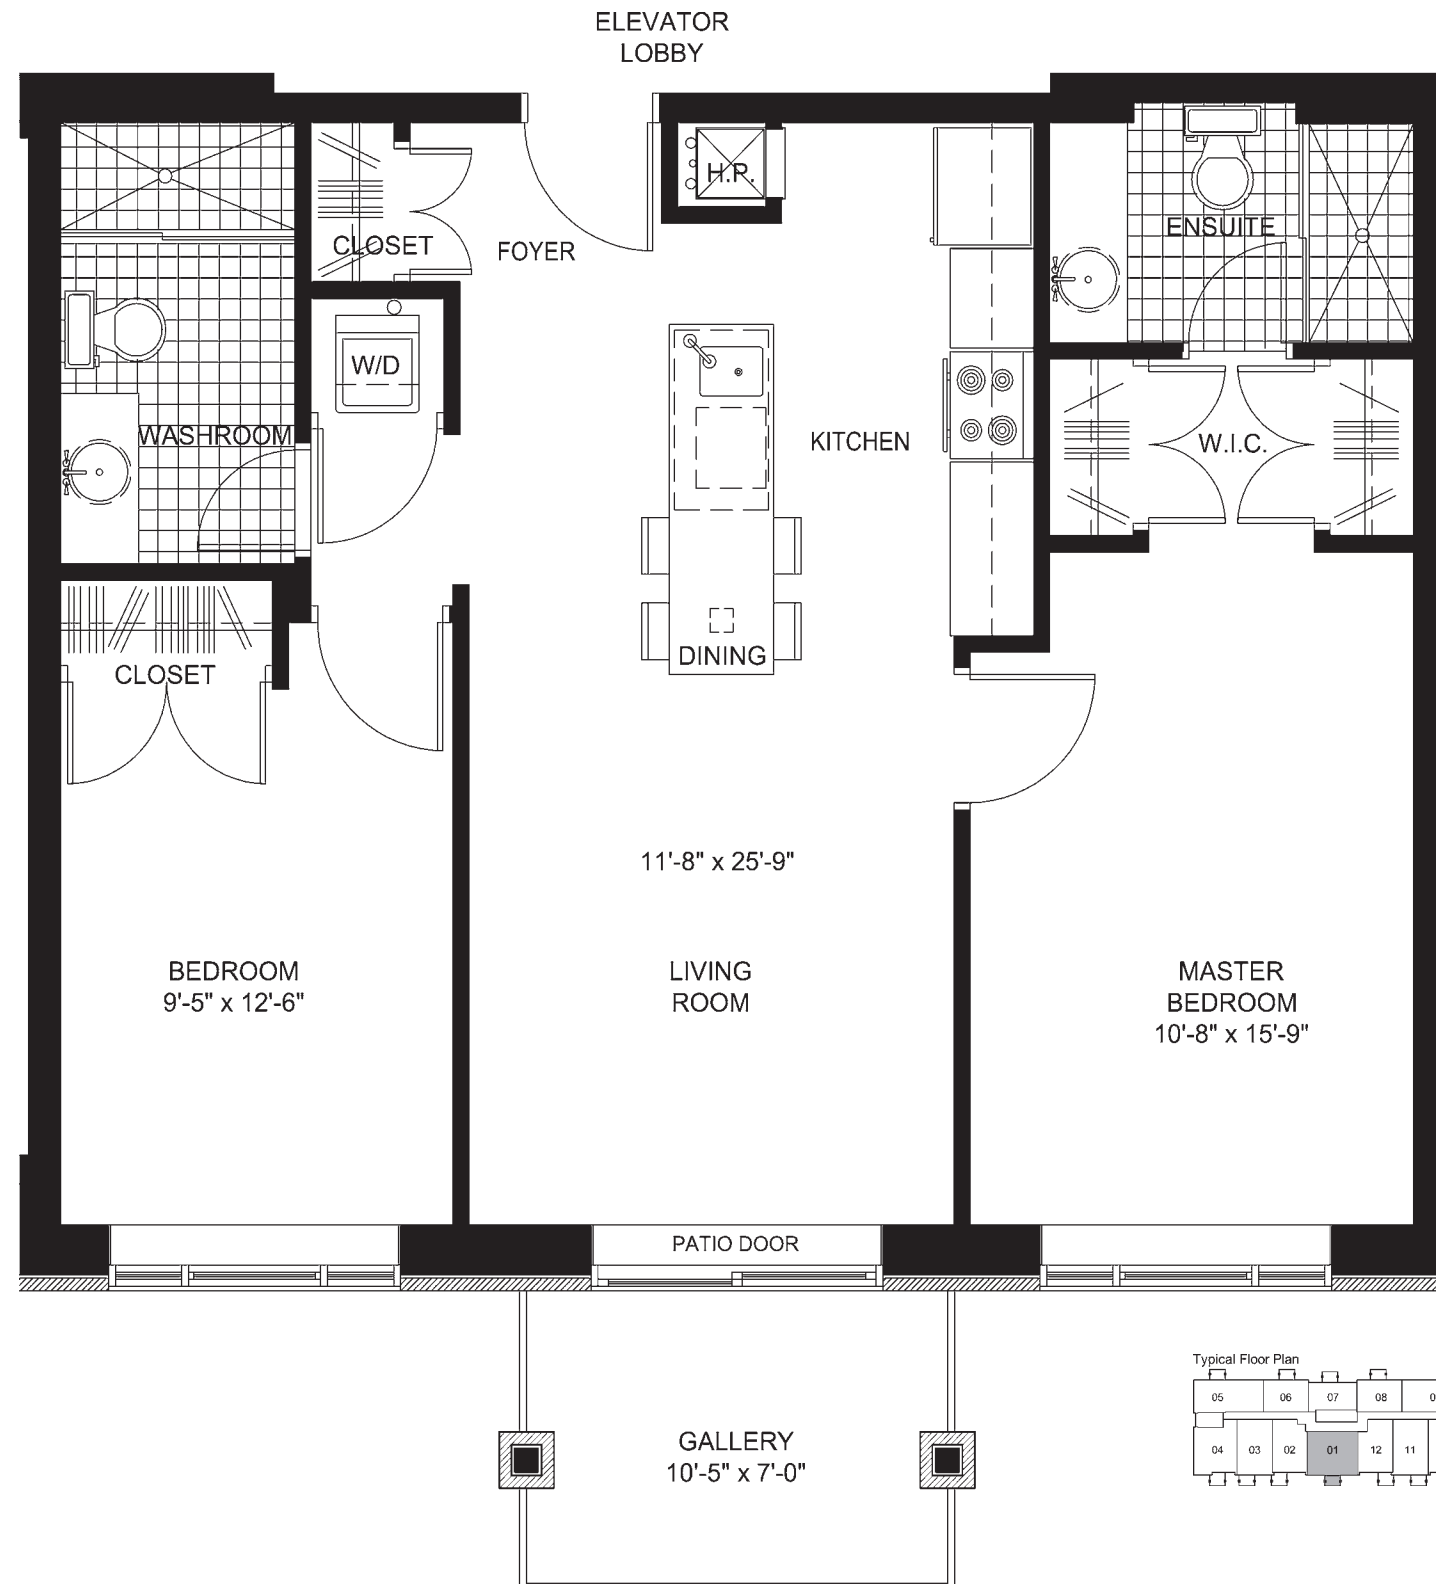 ELEVATOR
LOBBY
H.P.
ENSUITE
CLOSET
FOYER
W/D
WASHROOM
KITCHEN
W.I.C.
DINING
CLOSET
11'-8" x 25'-9"
BEDROOM
9'-5" x 12'-6"
LIVING
ROOM
MASTER
BEDROOM
10'-8" x 15'-9"
PATIO DOOR
GALLERY
10'-5" x 7'-0"
Typical Floor Plan
05 06 07 08
04 03 02 01 12 11